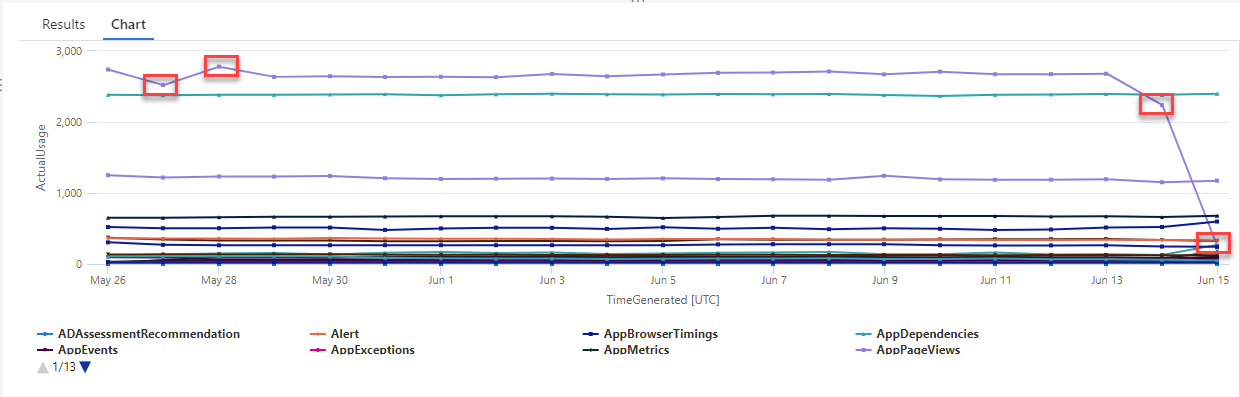 Results Chart
3,000
2,000
1,000
0
ActualUsage
May 26 May 28 May 30 Jun 1 Jun 3 Jun 5 Jun 7 Jun 9 Jun 11 Jun 13 Jun 15
TimeGenerated [UTC]
ADAssessmentRecommendation Alert AppBrowserTimings AppDependencies
AppEvents AppExceptions AppMetrics AppPageViews
1/13